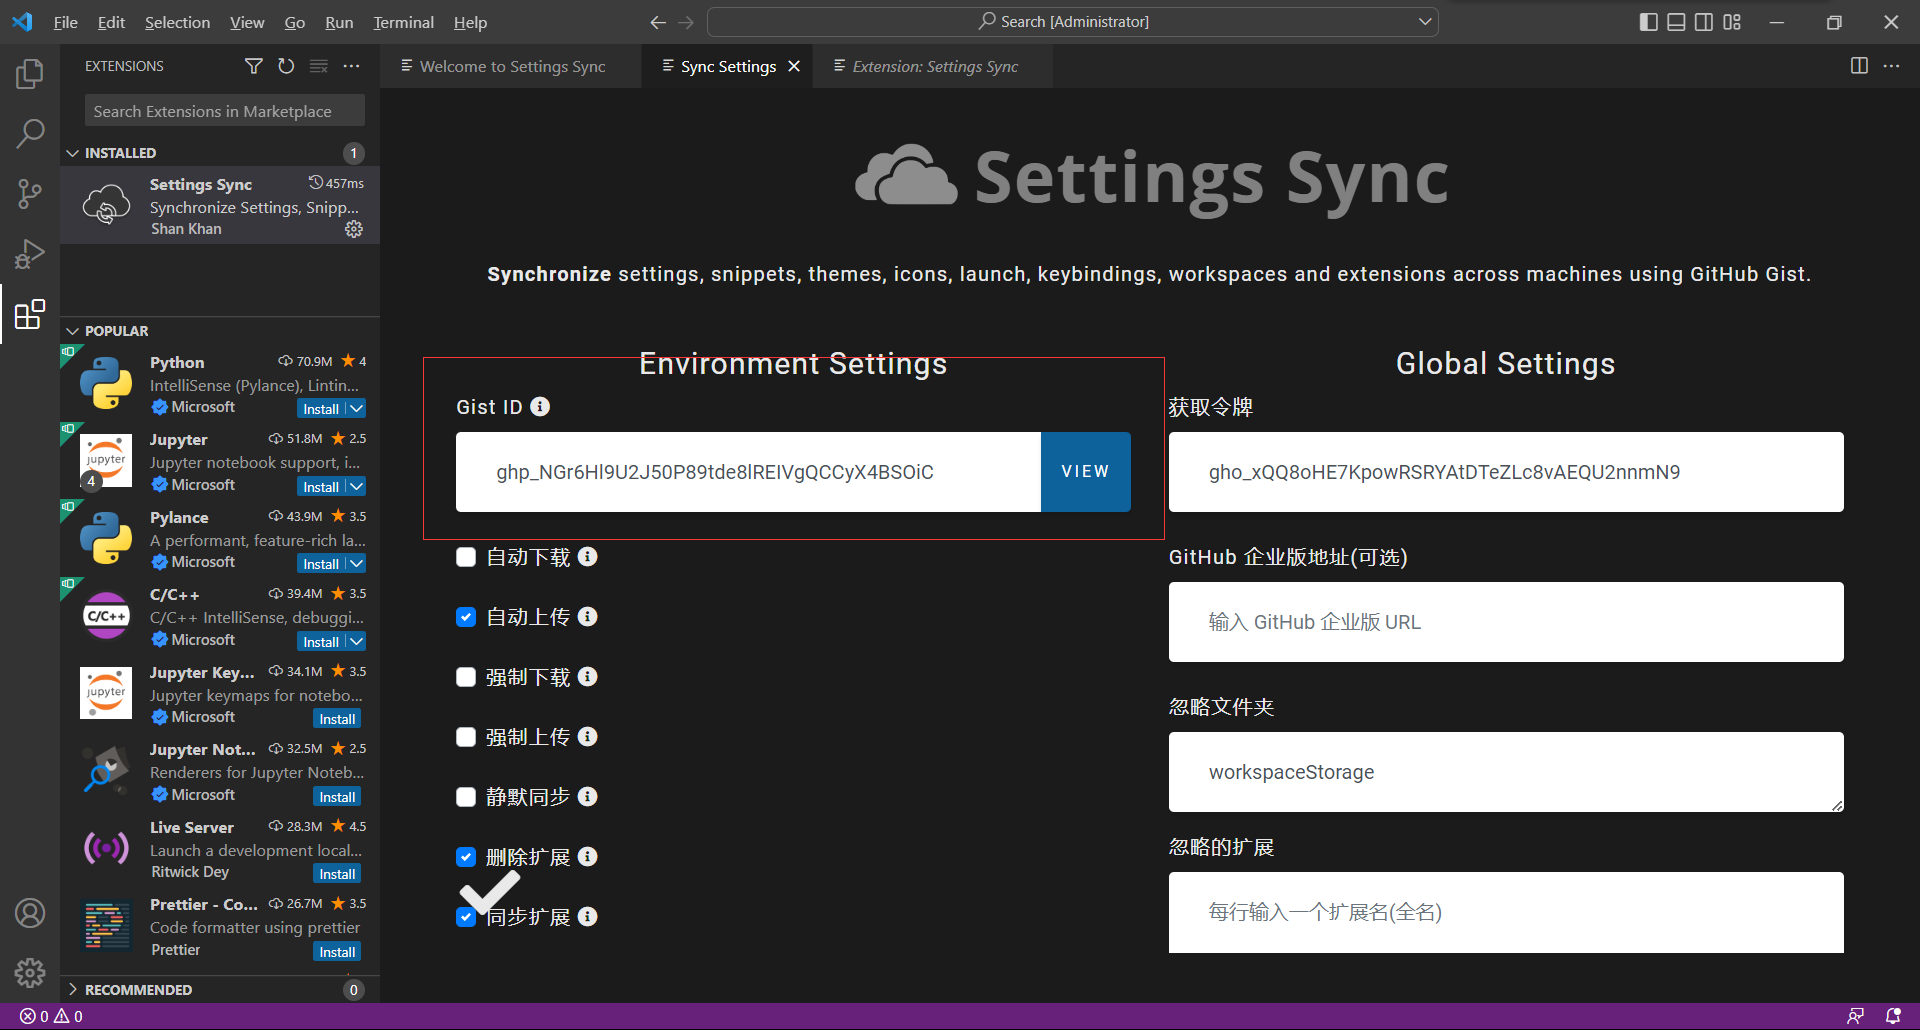 File Edit Selection View Go Run Terminal Help
Search [Administrator]
EXTENSIONS
Search Extensions in Marketplace
INSTALLED 1
Settings Sync 457ms
Synchronize Settings, Snipp...
Shan Khan
POPULAR
Python 70.9M 4
IntelliSense (Pylance), Lintin...
Microsoft Install
Jupyter 51.8M 2.5
Jupyter notebook support, i...
Microsoft Install
jupyter
4
Pylance 43.9M 3.5
A performant, feature-rich la...
Microsoft Install
C/C++ 39.4M 3.5
C/C++ IntelliSense, debuggi...
Microsoft Install
C/C++
Jupyter Key... 34.1M 3.5
Jupyter keymaps for notebo...
Microsoft Install
jupyter
Jupyter Not... 32.5M 2.5
Renderers for Jupyter Noteb...
Microsoft Install
Live Server 28.3M 4.5
Launch a development local...
Ritwick Dey Install
Prettier - Co... 26.7M 3.5
Code formatter using prettier
Prettier Install
RECOMMENDED 0
Welcome to Settings Sync Sync Settings Extension: Settings Sync
Settings Sync
Synchronize settings, snippets, themes, icons, launch, keybindings, workspaces and extensions across machines using GitHub Gist.
Environment Settings
Gist ID
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 VIEW
自动下载
自动上传
强制下载
强制上传
静默同步
删除扩展
同步扩展
Global Settings
获取令牌
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
GitHub 企业版地址(可选)
输入 GitHub 企业版 URL
忽略文件夹
workspaceStorage
忽略的扩展
每行输入一个扩展名(全名)
0 0